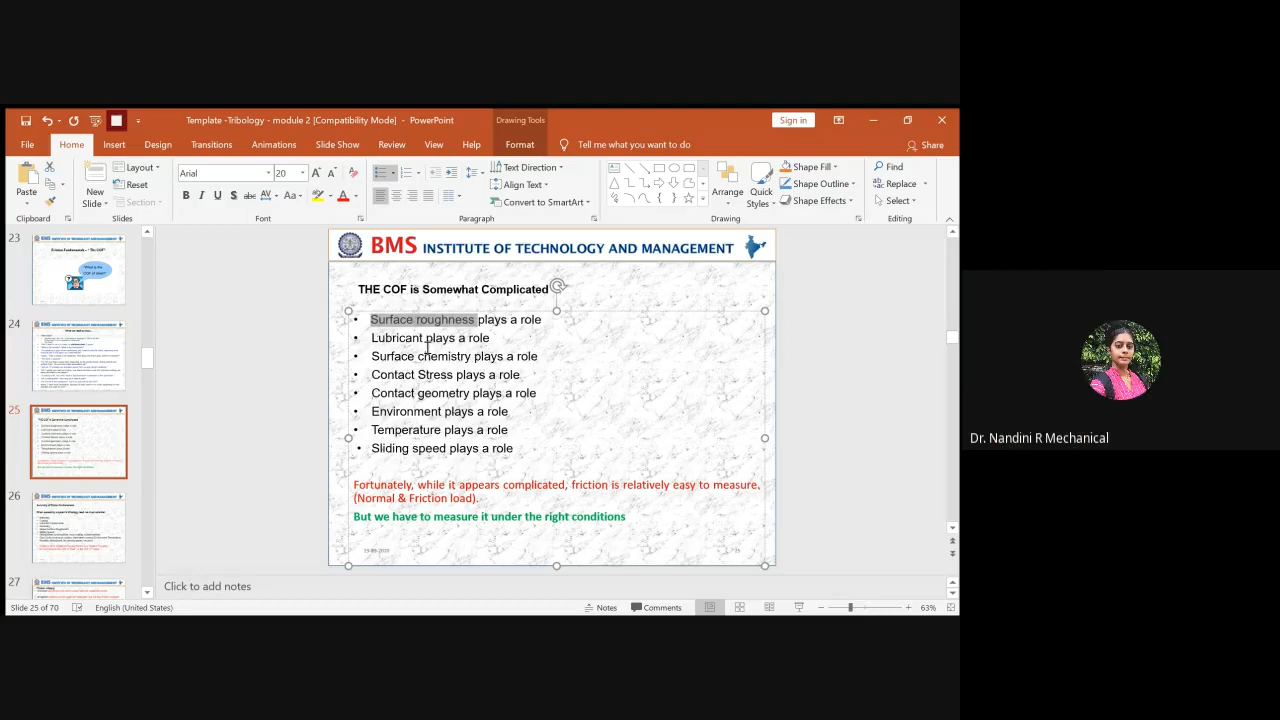 Template -Tribology - module 2 [Compatibility Mode] - PowerPoint
Drawing Tools
Sign in
File Home Insert Design Transitions Animations Slide Show Review View Help Format Tell me what you want to do Share
Paste
Clipboard
New Slide
Layout
Reset
Section
Slides
Arial 20
B I U S abc AV Aa A
Font
Text Direction
Align Text
Convert to SmartArt
Paragraph
Arrange
Quick Styles
Shape Fill
Shape Outline
Shape Effects
Drawing
Find
Replace
Select
Editing
23
24
25
26
27
BMS INSTITUTE OF TECHNOLOGY AND MANAGEMENT
THE COF is Somewhat Complicated
• Surface roughness plays a role
Lubricant plays a role
• Surface chemistry plays a role
• Contact Stress plays a role
• Contact geometry plays a role
• Environment plays a role
• Temperature plays a role
• Sliding speed plays a role
Fortunately, while it appears complicated, friction is relatively easy to measure.
(Normal & Friction load).
But we have to measure it under the right conditions
Click to add notes
Slide 25 of 70 English (United States) Notes Comments 63%
Dr. Nandini R Mechanical